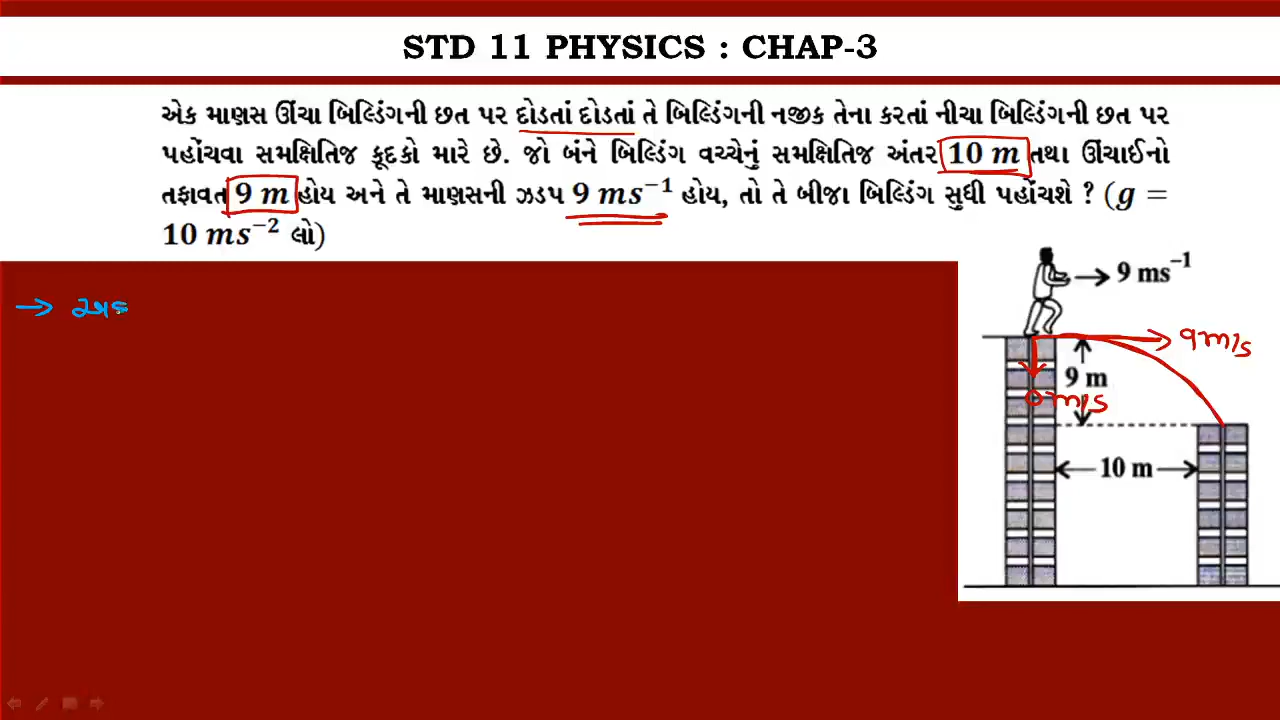 STD 11 PHYSICS : CHAP-3
એક માણસ ઊંચા બિલ્ડિંગની છત પર દોડતાં દોડતાં તે બિલ્ડિંગની નજીક તેના કરતાં નીચા બિલ્ડિંગની છત પર
પહોંચવા સમક્ષિતિજ કૂદકો મારે છે. જો બંને બિલ્ડિંગ વચ્ચેનું સમક્ષિતિજ અંતર 10 m તથા ઊંચાઈનો
તફાવત 9 m હોય અને તે માણસની ઝડપ 9 ms⁻¹ હોય, તો તે બીજા બિલ્ડિંગ સુધી પહોંચશે ? (g =
10 ms⁻² લો)
9 ms⁻¹
→
9m/s
9 m
0 m/s
10 m